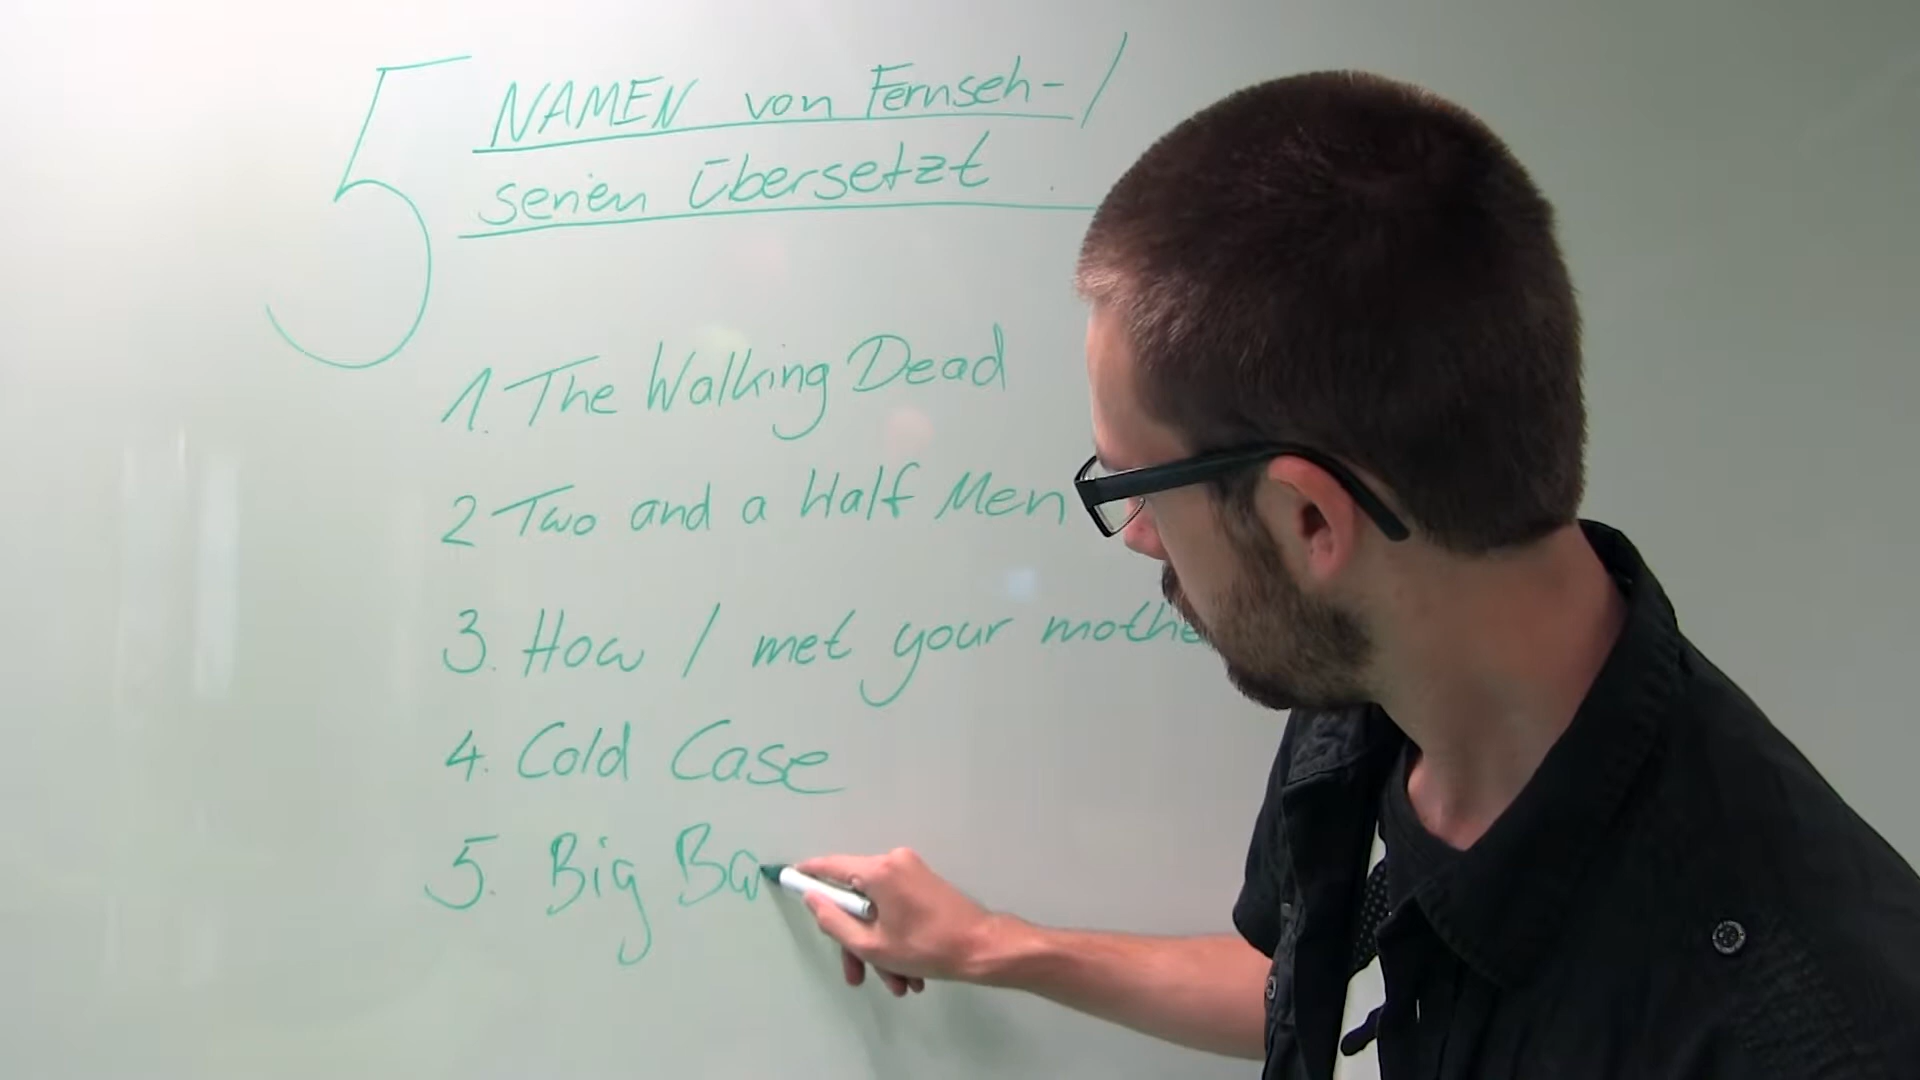 5 NAMEN von Fernseh-/
serien übersetzt
1. The Walking Dead
2 Two and a Half Men
3. How I met your mothe
4. Cold Case
5. Big Ba